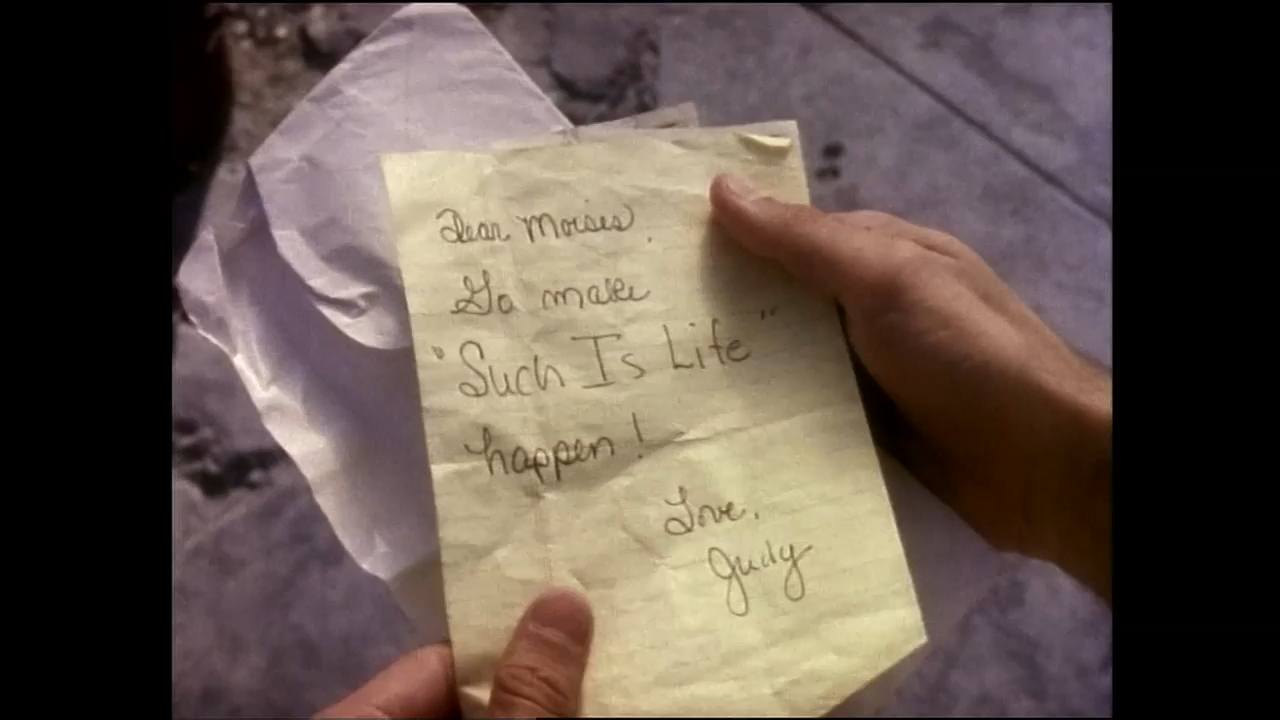 Dear Moises,
Go make
"Such Is Life"
happen!
Love,
Judy